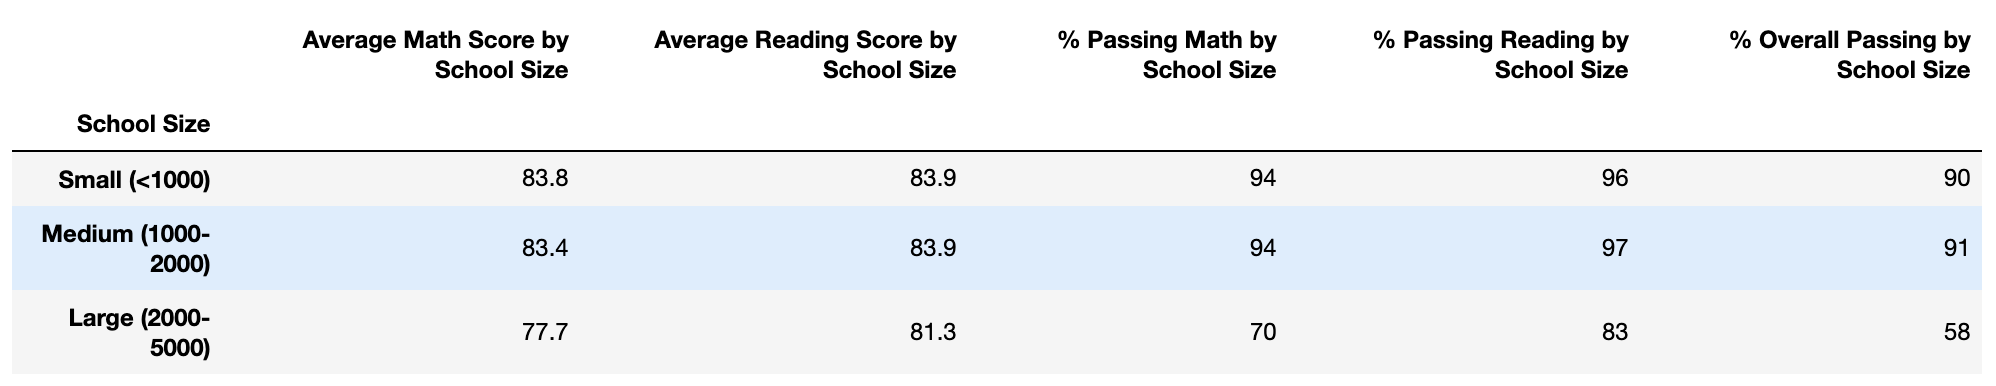 Average Math Score by Average Reading Score by % Passing Math by % Passing Reading by % Overall Passing by
School Size School Size School Size School Size School Size
School Size
Small (<1000) 83.8 83.9 94 96 90
Medium (1000-
2000) 83.4 83.9 94 97 91
Large (2000-
5000) 77.7 81.3 70 83 58